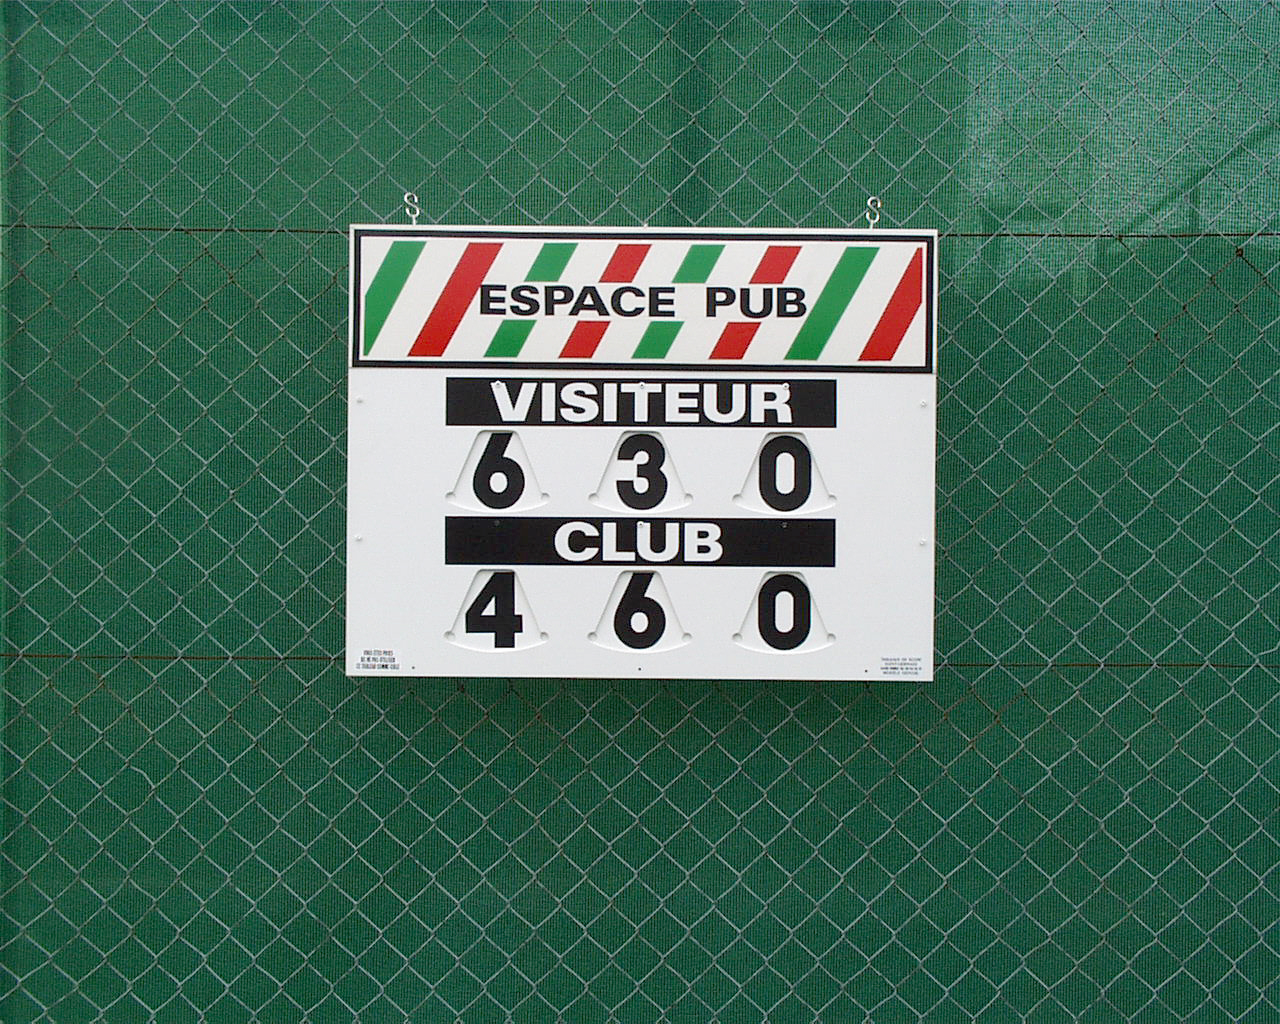 ESPACE PUB
VISITEUR
6 3 0
CLUB
4 6 0